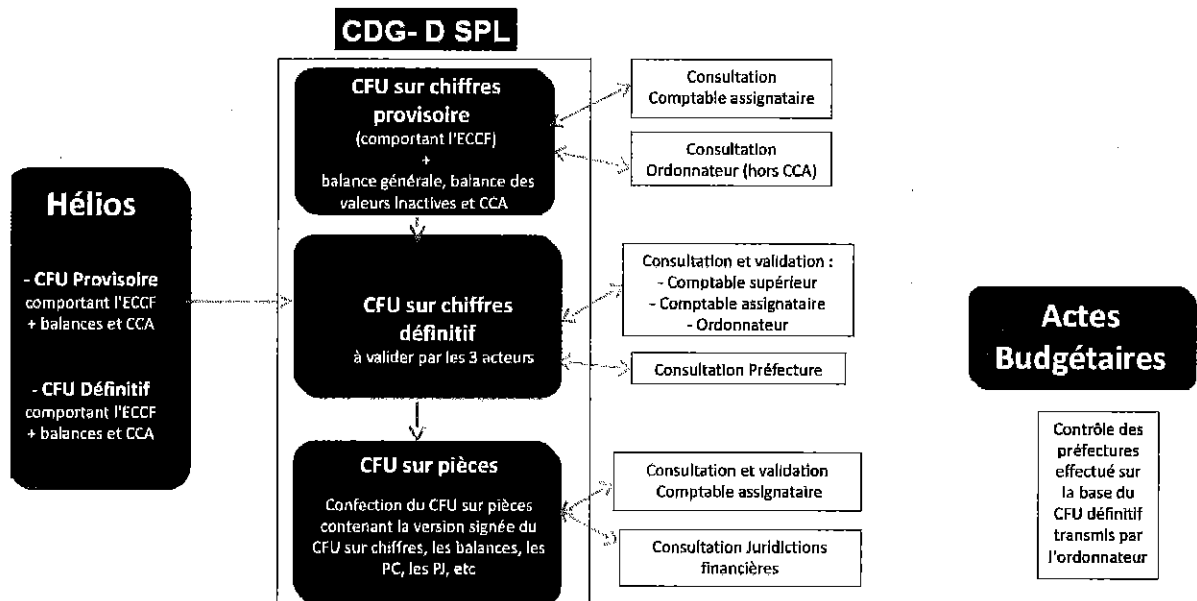 CDG- D SPL
CFU sur chiffres
provisoire
(comportant l'ECCF)
+
balance générale, balance des
valeurs Inactives et CCA
Consultation
Comptable assignataire
Consultation
Ordonnateur (hors CCA)
Hélios
- CFU Provisoire
comportant l'ECCF
+ balances et CCA
- CFU Définitif
comportant l'ECCF
+ balances et CCA
CFU sur chiffres
définitif
à valider par les 3 acteurs
Consultation et validation :
- Comptable supérieur
- Comptable assignataire
- Ordonnateur
Consultation Préfecture
CFU sur pièces
Confection du CFU sur pièces
contenant la version signée du
CFU sur chiffres, les balances, les
PC, les PJ, etc
Consultation et validation
Comptable assignataire
Consultation Juridictions
financières
Actes
Budgétaires
Contrôle des
préfectures
effectué sur
la base du
CFU définitif
transmis par
l'ordonnateur